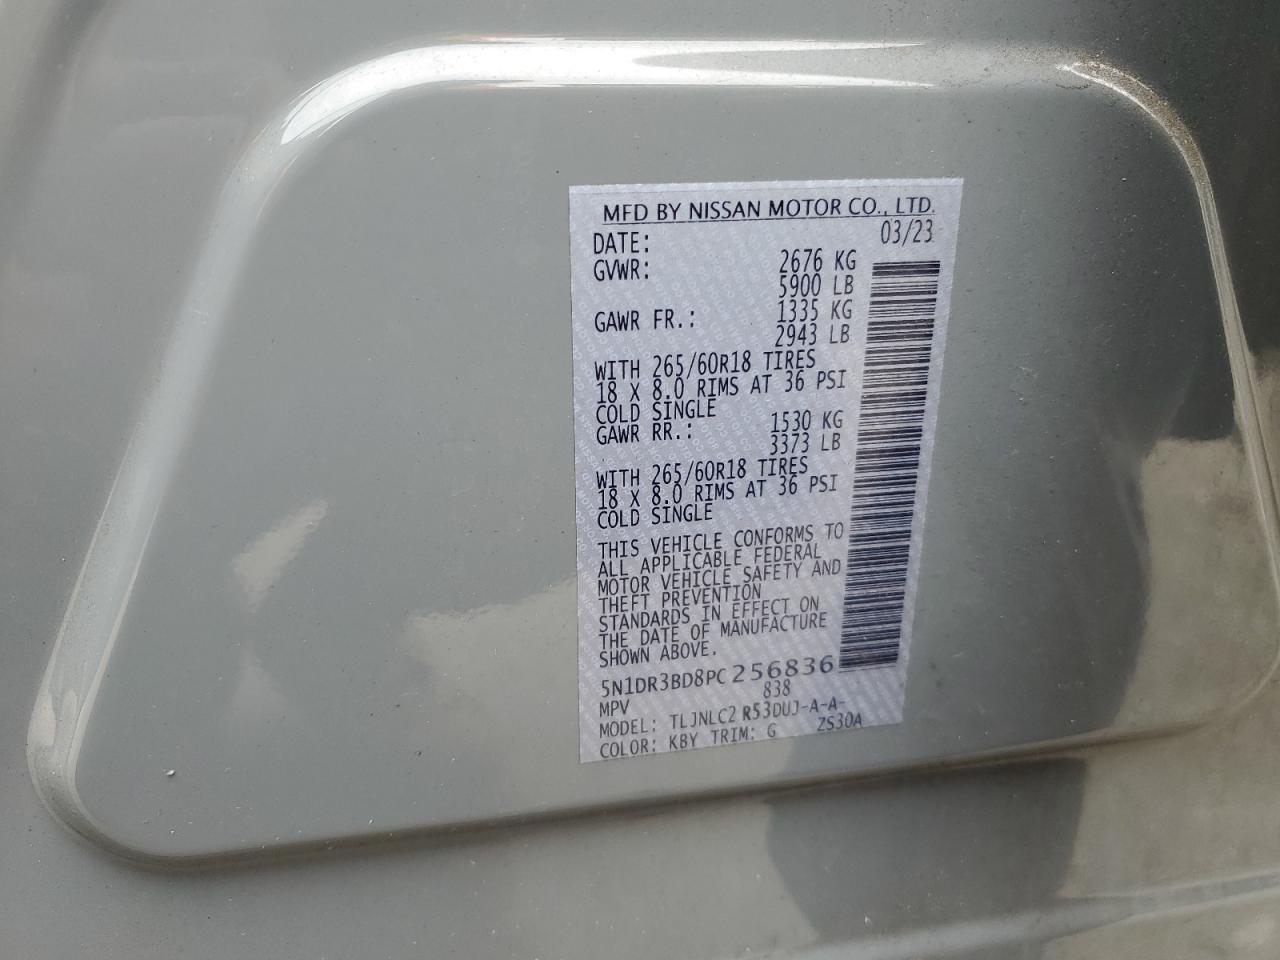 MFD BY NISSAN MOTOR CO., LTD.
DATE: 03/23
GVWR: 2676 KG
5900 LB
GAWR FR.: 1335 KG
2943 LB
WITH 265/60R18 TIRES
18 X 8.0 RIMS AT 36 PSI
COLD SINGLE
GAWR RR.: 1530 KG
3373 LB
WITH 265/60R18 TIRES
18 X 8.0 RIMS AT 36 PSI
COLD SINGLE
THIS VEHICLE CONFORMS TO
ALL APPLICABLE FEDERAL
MOTOR VEHICLE SAFETY AND
THEFT PREVENTION
STANDARDS IN EFFECT ON
THE DATE OF MANUFACTURE
SHOWN ABOVE.
5N1DR3BD8PC256836
MPV 838
MODEL: TLJNLC2 R53DUJ-A-A-
COLOR: KBY TRIM: G ZS30A